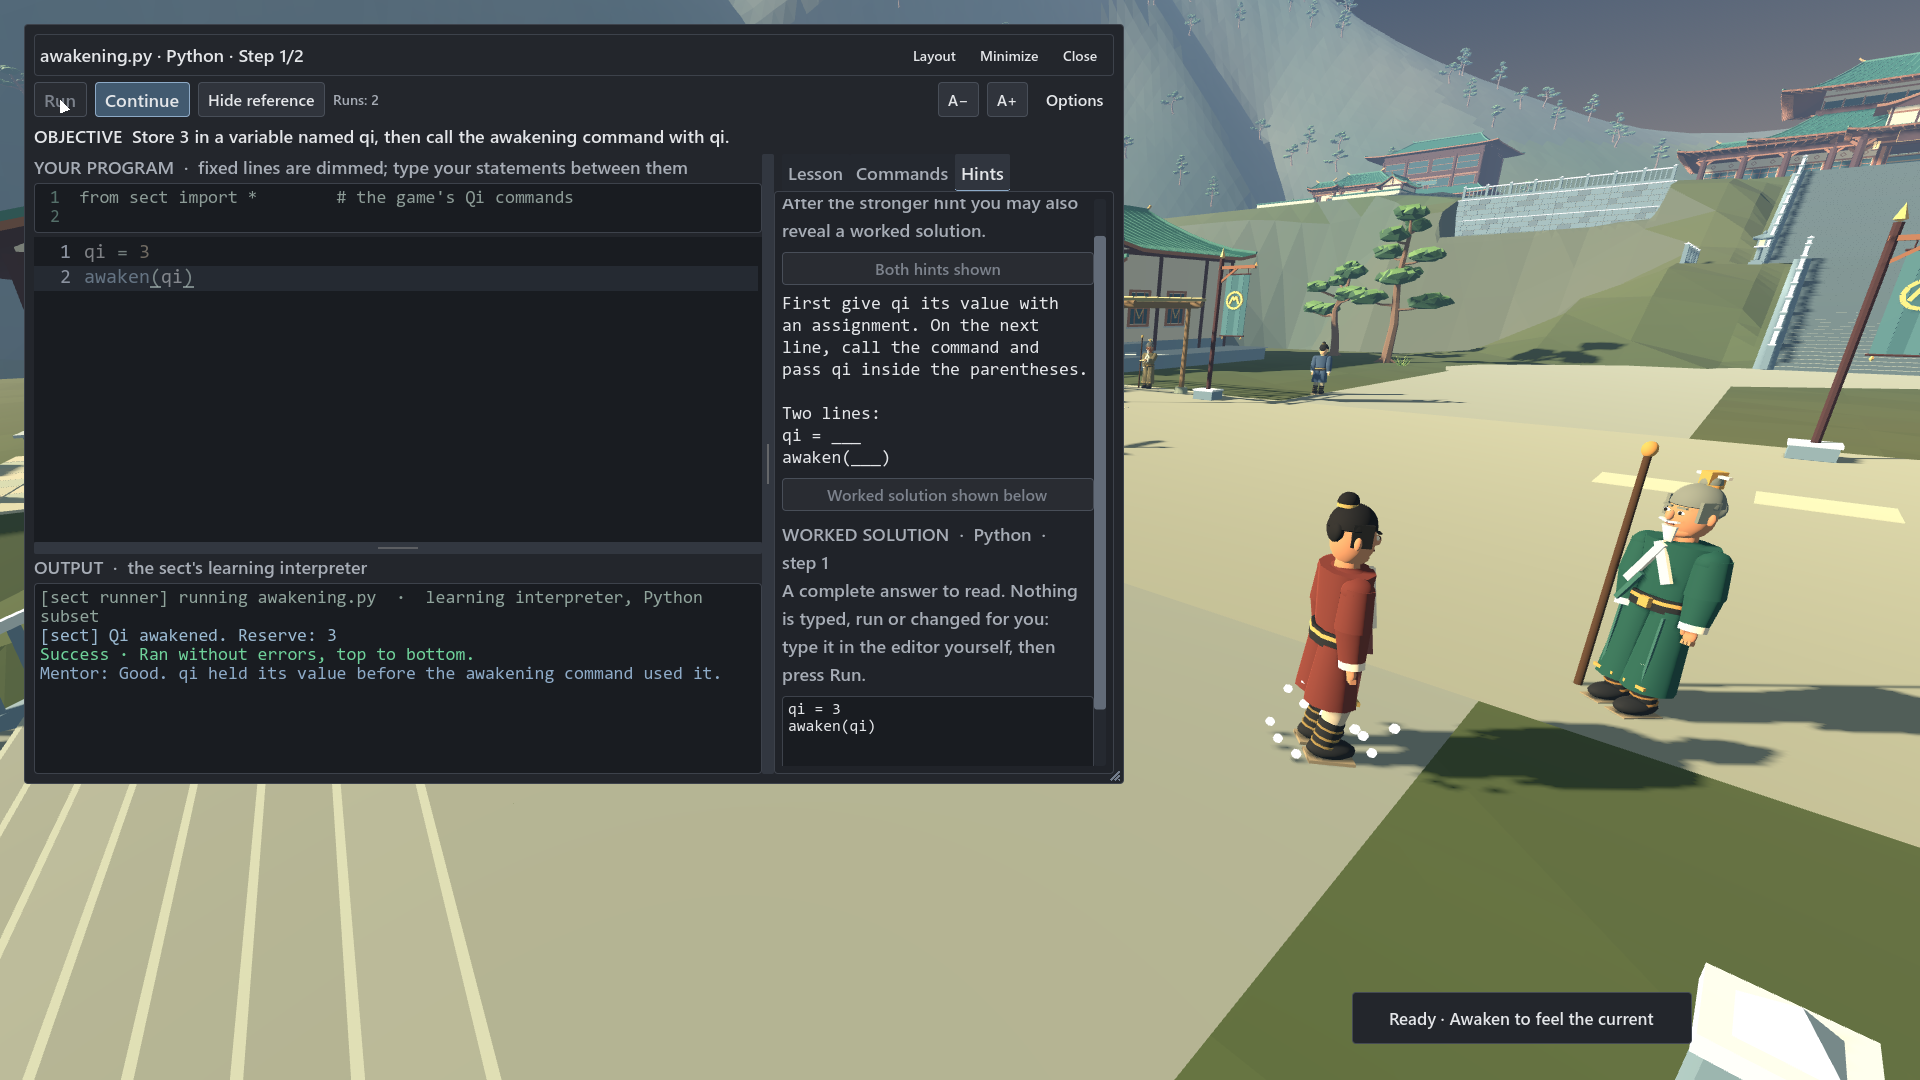 awakening.py · Python · Step 1/2
Layout Minimize Close
Run Continue Hide reference Runs: 2 A− A+ Options
OBJECTIVE Store 3 in a variable named qi, then call the awakening command with qi.
YOUR PROGRAM · fixed lines are dimmed; type your statements between them
1 from sect import * # the game's Qi commands
2
1 qi = 3
2 awaken(qi)
OUTPUT · the sect's learning interpreter
[sect runner] running awakening.py · learning interpreter, Python
subset
[sect] Qi awakened. Reserve: 3
Success · Ran without errors, top to bottom.
Mentor: Good. qi held its value before the awakening command used it.
Lesson Commands Hints
After the stronger hint you may also
reveal a worked solution.
Both hints shown
First give qi its value with
an assignment. On the next
line, call the command and
pass qi inside the parentheses.
Two lines:
qi = ___
awaken(___)
Worked solution shown below
WORKED SOLUTION · Python ·
step 1
A complete answer to read. Nothing
is typed, run or changed for you:
type it in the editor yourself, then
press Run.
qi = 3
awaken(qi)
Ready · Awaken to feel the current